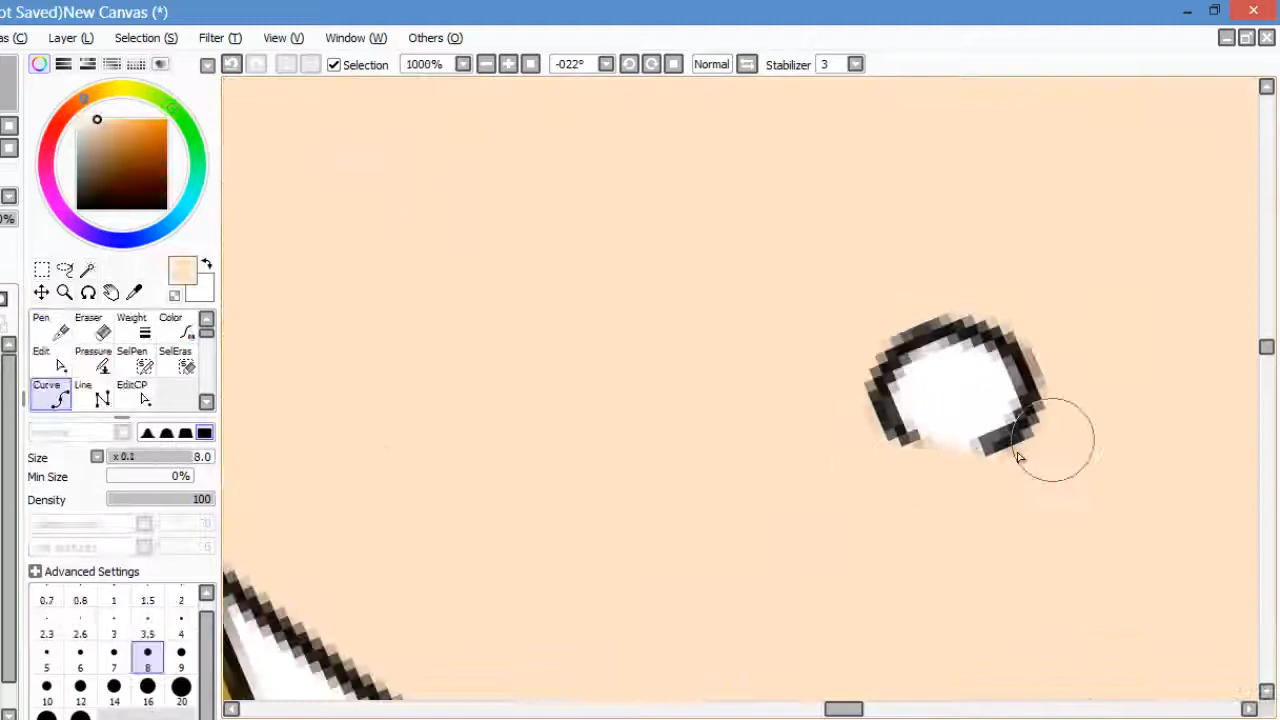 ot Saved)New Canvas (*)
as (C) Layer (L) Selection (S) Filter (T) View (V) Window (W) Others (O)
Selection 1000% -022° Normal Stabilizer 3
0%
Pen Eraser Weight Color
Edit Pressure SelPen SelEras
Curve Line EditCP
Size x 0.1 8.0
Min Size 0%
Density 100
Advanced Settings
0.7 0.8 1 1.5 2
2.3 2.6 3 3.5 4
5 6 7 8 9
10 12 14 16 20